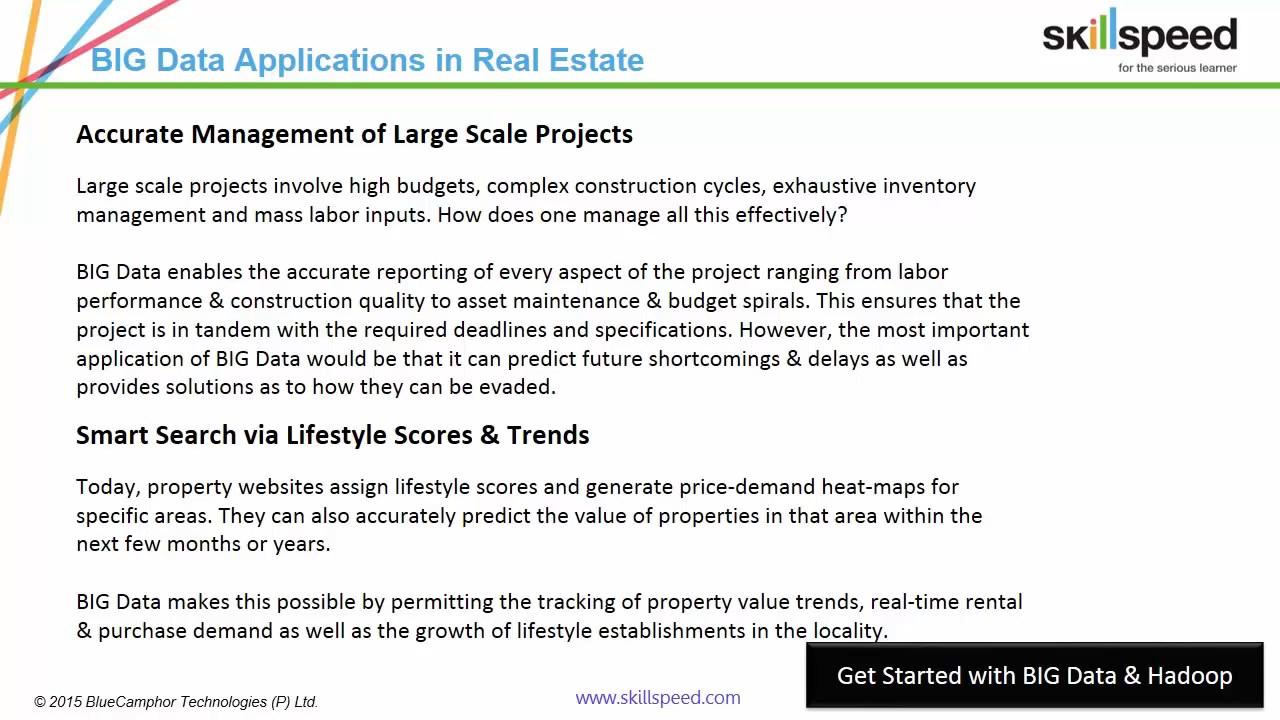 BIG Data Applications in Real Estate
skillspeed
for the serious learner
Accurate Management of Large Scale Projects
Large scale projects involve high budgets, complex construction cycles, exhaustive inventory
management and mass labor inputs. How does one manage all this effectively?
BIG Data enables the accurate reporting of every aspect of the project ranging from labor
performance & construction quality to asset maintenance & budget spirals. This ensures that the
project is in tandem with the required deadlines and specifications. However, the most important
application of BIG Data would be that it can predict future shortcomings & delays as well as
provides solutions as to how they can be evaded.
Smart Search via Lifestyle Scores & Trends
Today, property websites assign lifestyle scores and generate price-demand heat-maps for
specific areas. They can also accurately predict the value of properties in that area within the
next few months or years.
BIG Data makes this possible by permitting the tracking of property value trends, real-time rental
& purchase demand as well as the growth of lifestyle establishments in the locality.
Get Started with BIG Data & Hadoop
© 2015 BlueCamphor Technologies (P) Ltd.
www.skillspeed.com